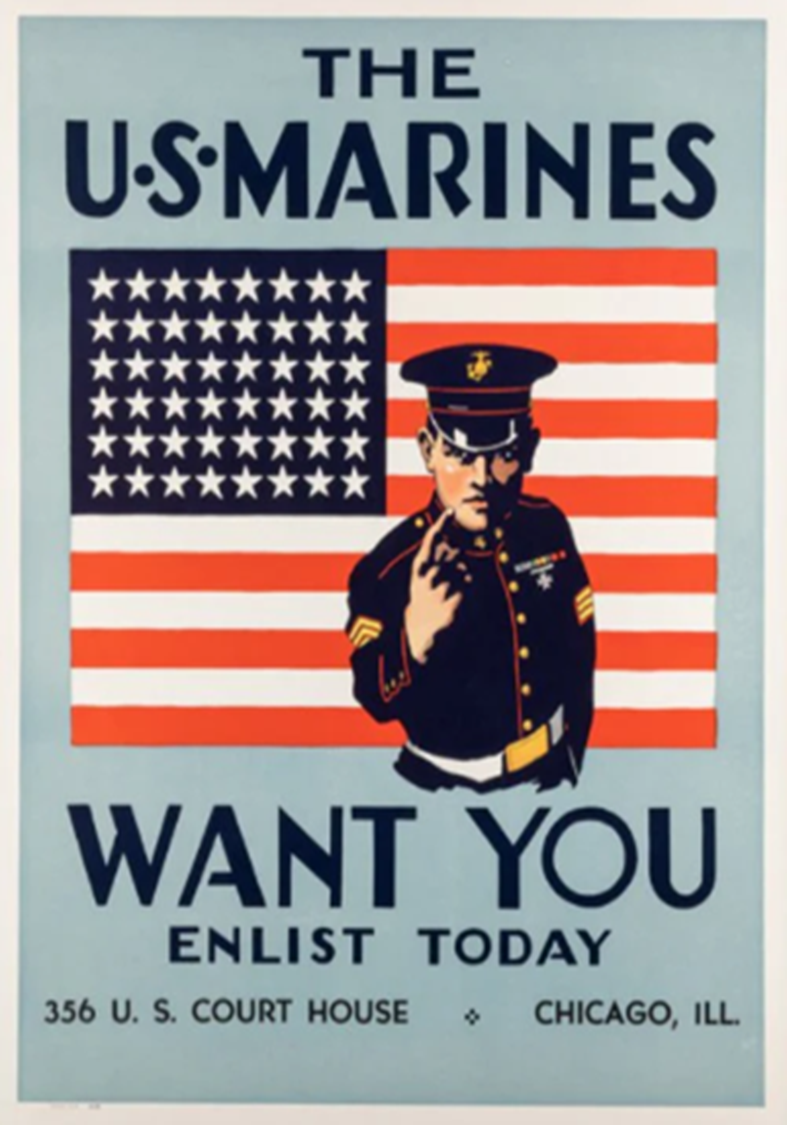 THE
U·S·MARINES
WANT YOU
ENLIST TODAY
356 U. S. COURT HOUSE ❖ CHICAGO, ILL.